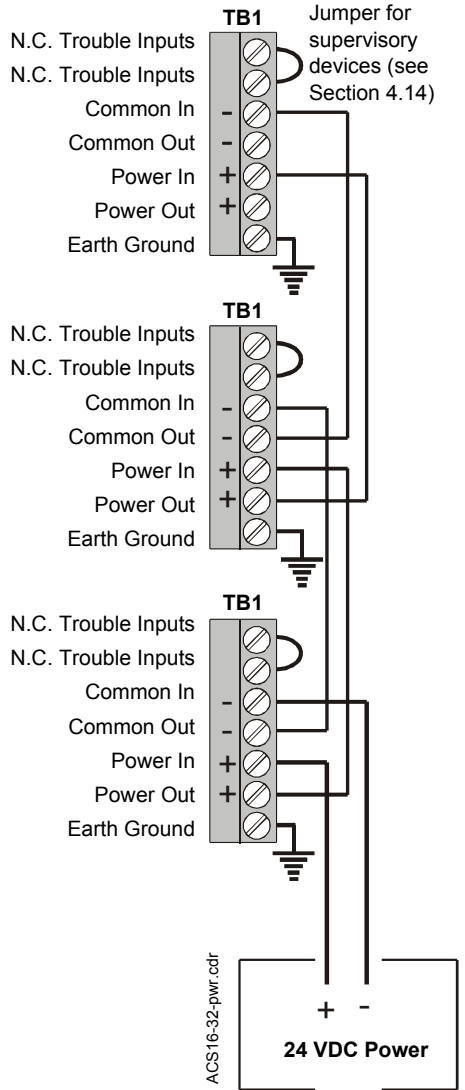 TB1
Jumper for
supervisory
devices (see
Section 4.14)
N.C. Trouble Inputs
N.C. Trouble Inputs
Common In -
Common Out -
Power In +
Power Out +
Earth Ground
TB1
N.C. Trouble Inputs
N.C. Trouble Inputs
Common In -
Common Out -
Power In +
Power Out +
Earth Ground
TB1
N.C. Trouble Inputs
N.C. Trouble Inputs
Common In -
Common Out -
Power In +
Power Out +
Earth Ground
ACS16-32-pwr.cdr
+ -
24 VDC Power